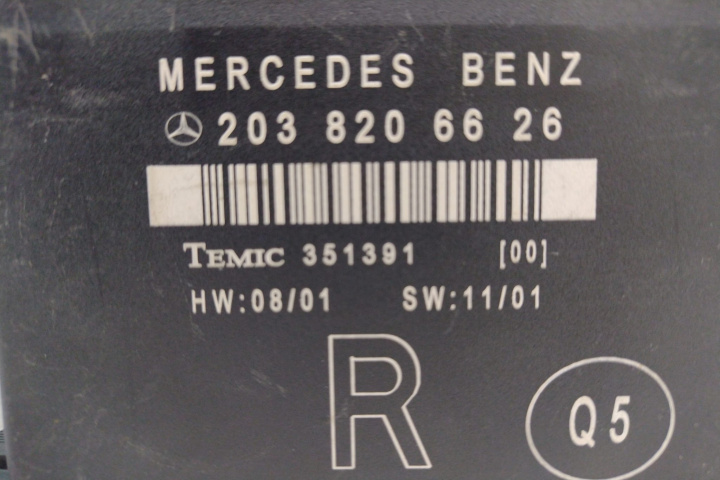 MERCEDES BENZ
203 820 66 26
TEMIC 351391 [00]
HW:08/01 SW:11/01
R
Q5